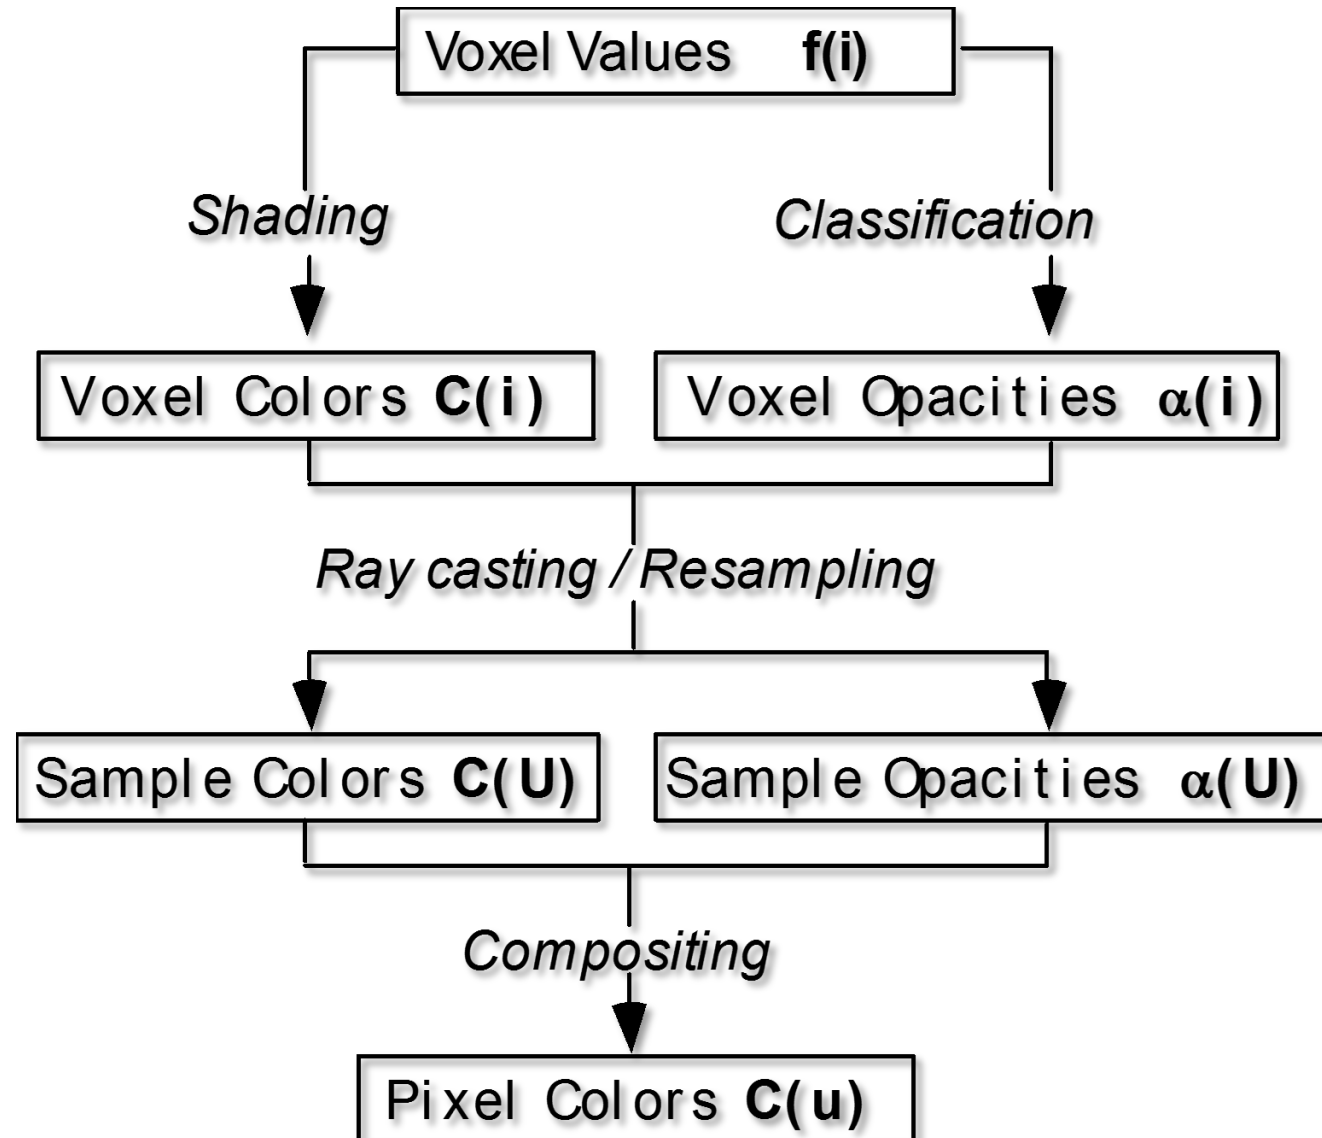 Voxel Values f(i)
Shading Classification
Voxel Colors C(i) Voxel Opacities α(i)
Ray casting / Resampling
Sample Colors C(U) Sample Opacities α(U)
Compositing
Pixel Colors C(u)